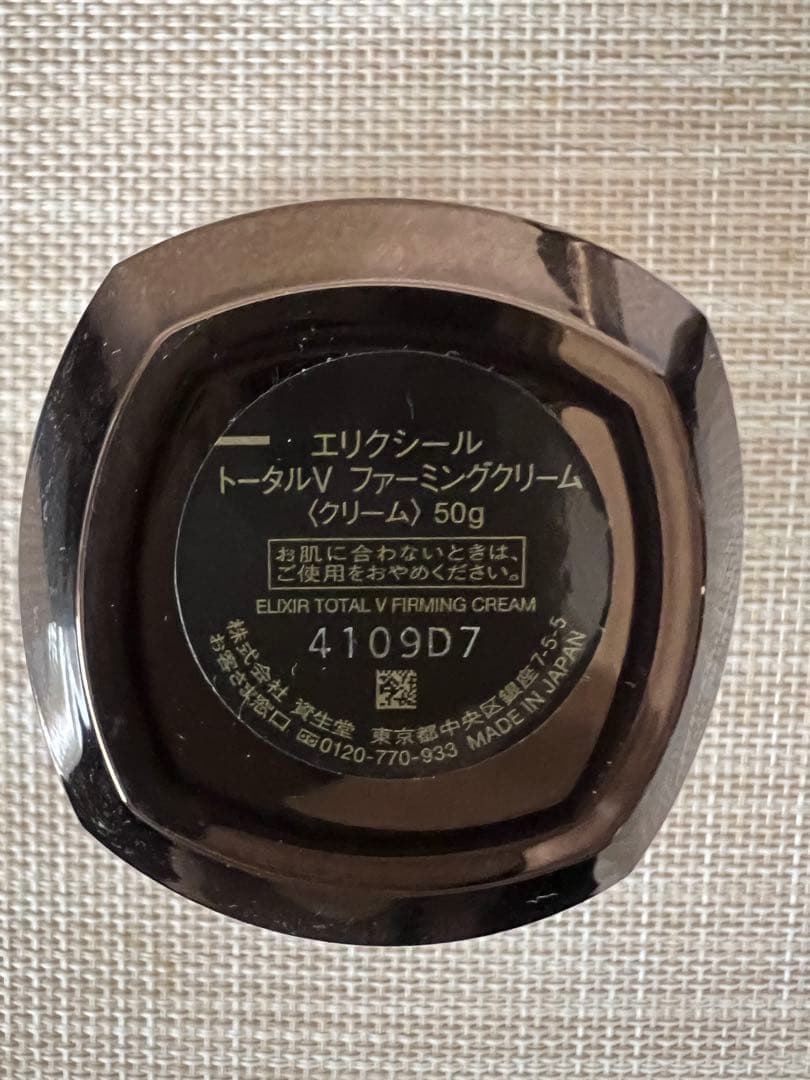 エリクシール
トータルV ファーミングクリーム
〈クリーム〉 50g
お肌に合わないときは、
ご使用をおやめください。
ELIXIR TOTAL V FIRMING CREAM
4109D7
株式会社 資生堂 東京都中央区銀座7-5-5
お客さま窓口 0120-770-933 MADE IN JAPAN